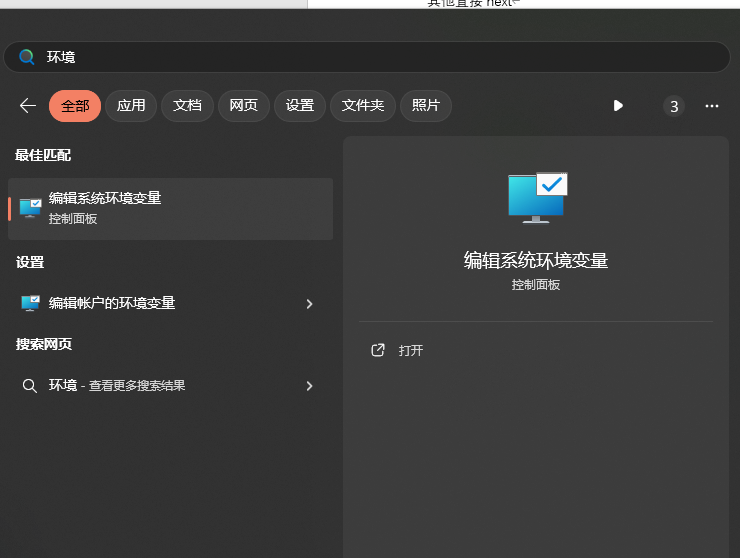 其他直接 next
环境
全部 应用 文档 网页 设置 文件夹 照片 3
最佳匹配
编辑系统环境变量
控制面板
设置
编辑帐户的环境变量
搜索网页
环境 - 查看更多搜索结果
编辑系统环境变量
控制面板
打开